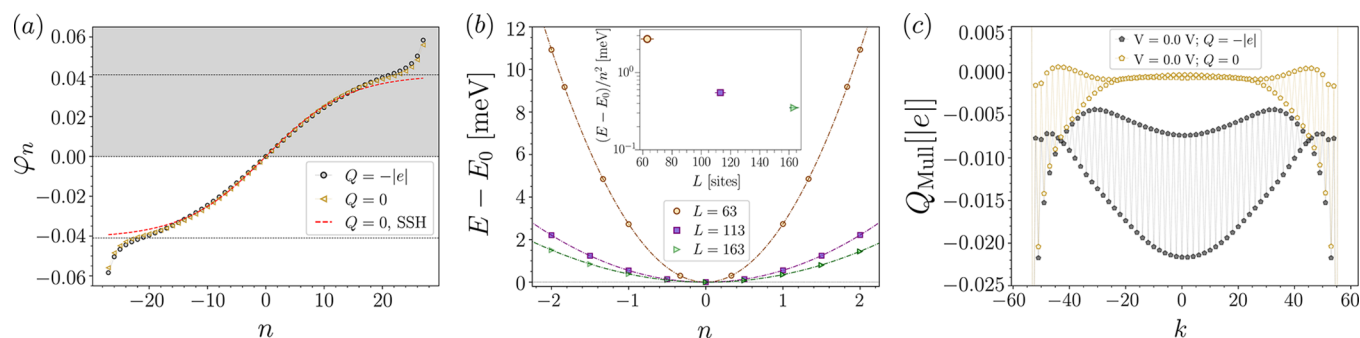 (a)
0.06
0.04
0.02
0.00
−0.02
−0.04
−0.06
φn
−20
−10
0
10
20
n
Q = −|e|
Q = 0
Q = 0, SSH
(b)
12
10
8
6
4
2
0
E − E0 [meV]
−2
−1
0
1
2
n
(E − E0)/n² [meV]
10⁰
10⁻¹
60
80
100
120
140
160
L [sites]
L = 63
L = 113
L = 163
(c)
0.005
0.000
−0.005
−0.010
−0.015
−0.020
−0.025
QMull[|e|]
−60
−40
−20
0
20
40
60
k
V = 0.0 V; Q = −|e|
V = 0.0 V; Q = 0